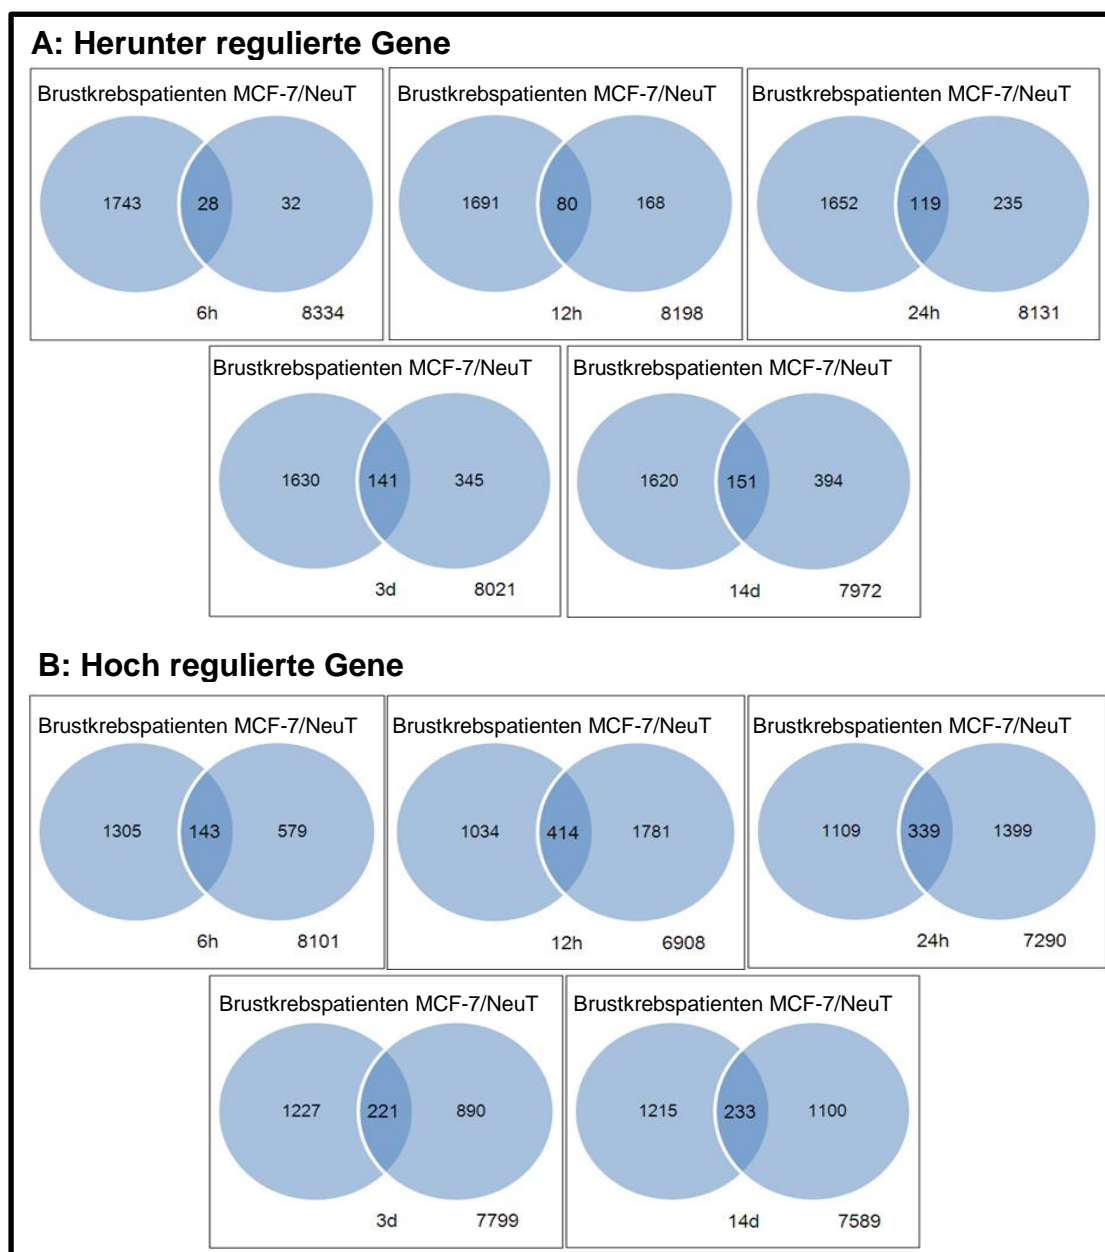 A: Herunter regulierte Gene
Brustkrebspatienten MCF-7/NeuT
1743 28 32
6h 8334
Brustkrebspatienten MCF-7/NeuT
1691 80 168
12h 8198
Brustkrebspatienten MCF-7/NeuT
1652 119 235
24h 8131
Brustkrebspatienten MCF-7/NeuT
1630 141 345
3d 8021
Brustkrebspatienten MCF-7/NeuT
1620 151 394
14d 7972
B: Hoch regulierte Gene
Brustkrebspatienten MCF-7/NeuT
1305 143 579
6h 8101
Brustkrebspatienten MCF-7/NeuT
1034 414 1781
12h 6908
Brustkrebspatienten MCF-7/NeuT
1109 339 1399
24h 7290
Brustkrebspatienten MCF-7/NeuT
1227 221 890
3d 7799
Brustkrebspatienten MCF-7/NeuT
1215 233 1100
14d 7589